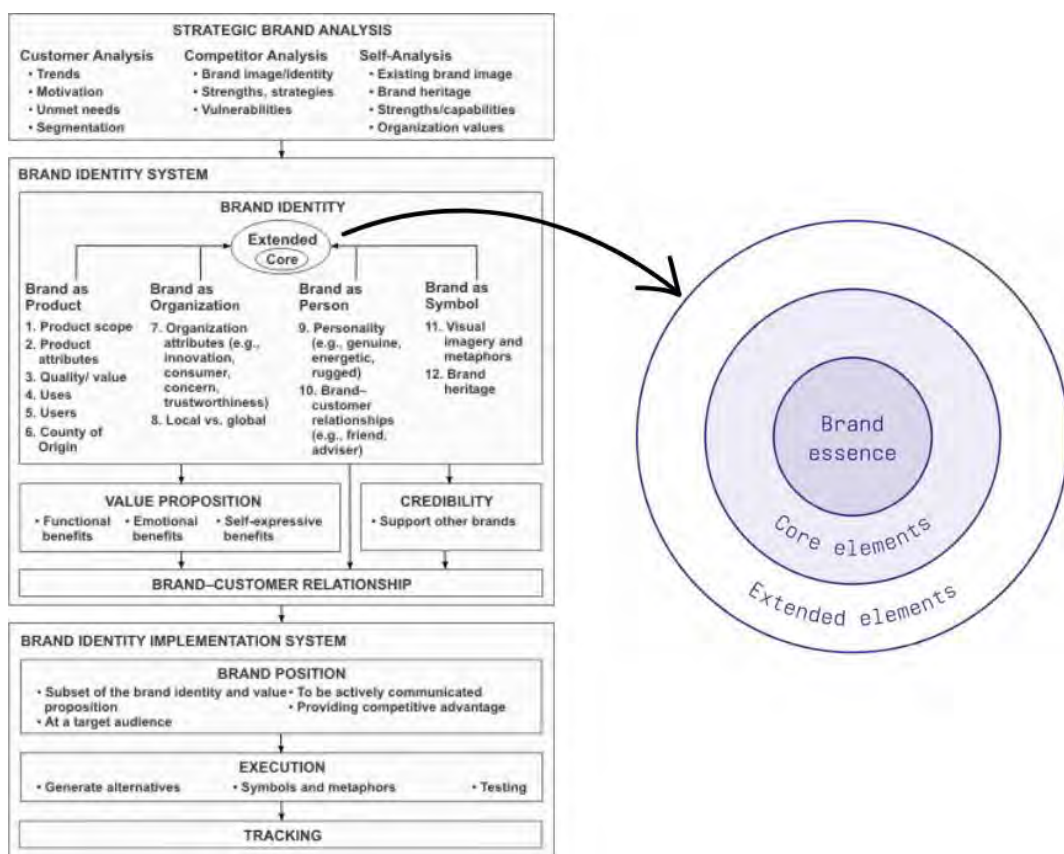 STRATEGIC BRAND ANALYSIS
Customer Analysis
• Trends
• Motivation
• Unmet needs
• Segmentation
Competitor Analysis
• Brand image/identity
• Strengths, strategies
• Vulnerabilities
Self-Analysis
• Existing brand image
• Brand heritage
• Strengths/capabilities
• Organization values
BRAND IDENTITY SYSTEM
BRAND IDENTITY
Extended
Core
Brand as
Product
1. Product scope
2. Product
attributes
3. Quality/ value
4. Uses
5. Users
6. County of
Origin
Brand as
Organization
7. Organization
attributes (e.g.,
innovation,
consumer,
concern,
trustworthiness)
8. Local vs. global
Brand as
Person
9. Personality
(e.g., genuine,
energetic,
rugged)
10. Brand–
customer
relationships
(e.g., friend,
adviser)
Brand as
Symbol
11. Visual
imagery and
metaphors
12. Brand
heritage
VALUE PROPOSITION
• Functional
benefits
• Emotional
benefits
• Self-expressive
benefits
CREDIBILITY
• Support other brands
BRAND–CUSTOMER RELATIONSHIP
BRAND IDENTITY IMPLEMENTATION SYSTEM
BRAND POSITION
• Subset of the brand identity and value
proposition
• At a target audience
• To be actively communicated
• Providing competitive advantage
EXECUTION
• Generate alternatives
• Symbols and metaphors
• Testing
TRACKING
Brand
essence
Core elements
Extended elements